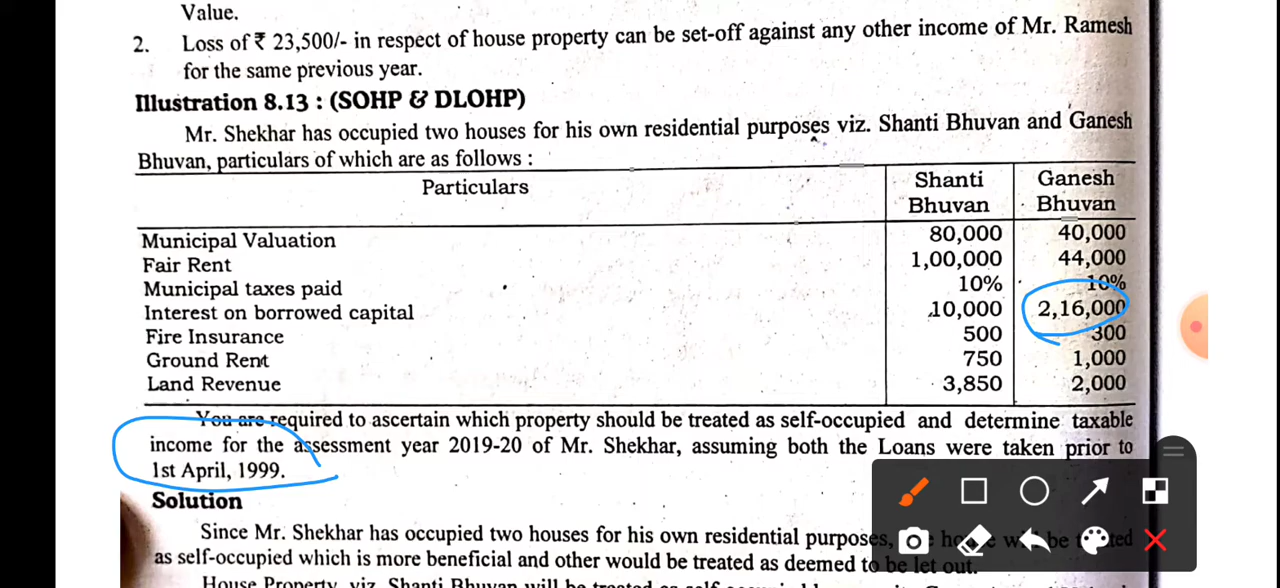 Value.
2. Loss of ₹ 23,500/- in respect of house property can be set-off against any other income of Mr. Ramesh
for the same previous year.
Illustration 8.13 : (SOHP & DLOHP)
Mr. Shekhar has occupied two houses for his own residential purposes viz. Shanti Bhuvan and Ganesh
Bhuvan, particulars of which are as follows :
Particulars Shanti Bhuvan Ganesh Bhuvan
Municipal Valuation 80,000 40,000
Fair Rent 1,00,000 44,000
Municipal taxes paid 10% 10%
Interest on borrowed capital 10,000 2,16,000
Fire Insurance 500 300
Ground Rent 750 1,000
Land Revenue 3,850 2,000
You are required to ascertain which property should be treated as self-occupied and determine taxable
income for the assessment year 2019-20 of Mr. Shekhar, assuming both the Loans were taken prior to
1st April, 1999.
Solution
Since Mr. Shekhar has occupied two houses for his own residential purposes,
as self-occupied which is more beneficial and other would be treated as deemed to be let out.
House Property, viz. Shanti Bhuvan will be treated